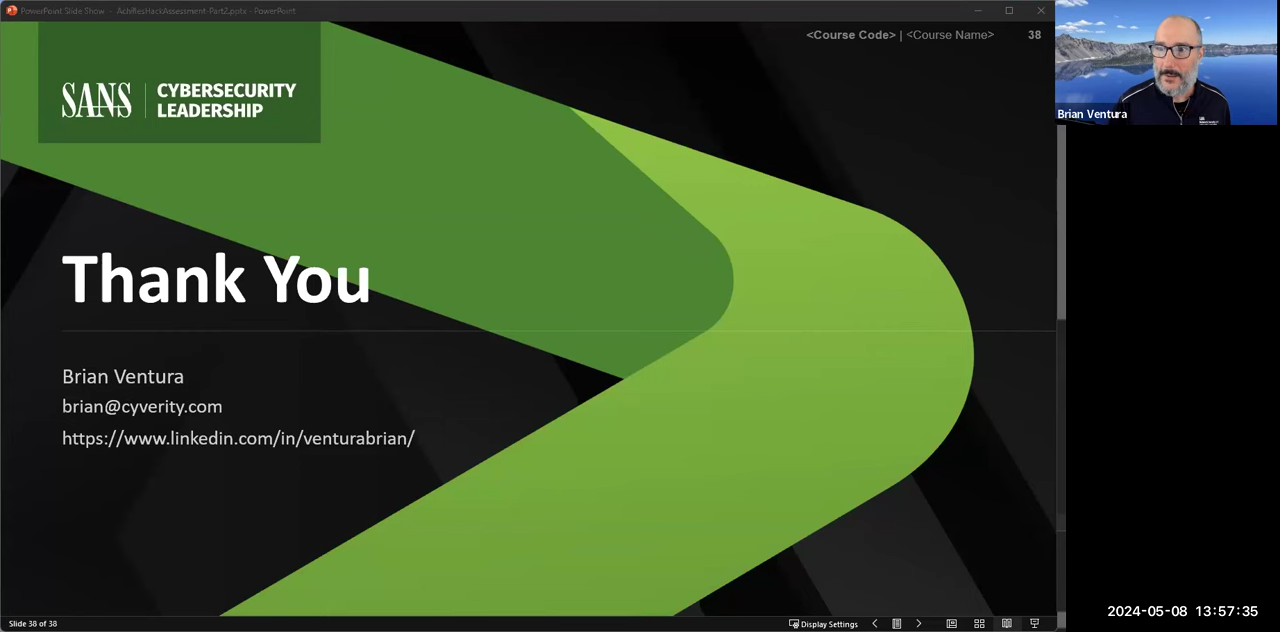 PowerPoint Slide Show - AchillesHackAssessment-Part2.pptx - PowerPoint
<Course Code> | <Course Name> 38
SANS
CYBERSECURITY
LEADERSHIP
Brian Ventura
Thank You
Brian Ventura
brian@cyverity.com
https://www.linkedin.com/in/venturabrian/
2024-05-08 13:57:35
Slide 38 of 38
Display Settings